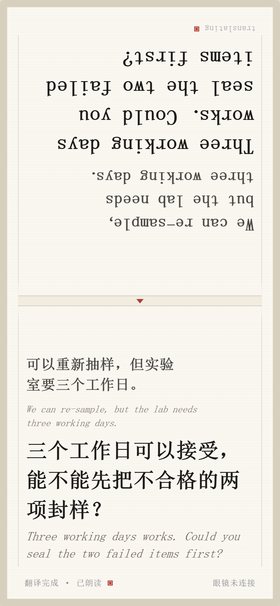 translating
We can re-sample,
but the lab needs
three working days.
Three working days
works. Could you
seal the two failed
items first?
可以重新抽样，但实验
室要三个工作日。
We can re-sample, but the lab needs
three working days.
三个工作日可以接受，
能不能先把不合格的两
项封样？
Three working days works. Could you
seal the two failed items first?
翻译完成 • 已朗读
眼镜未连接